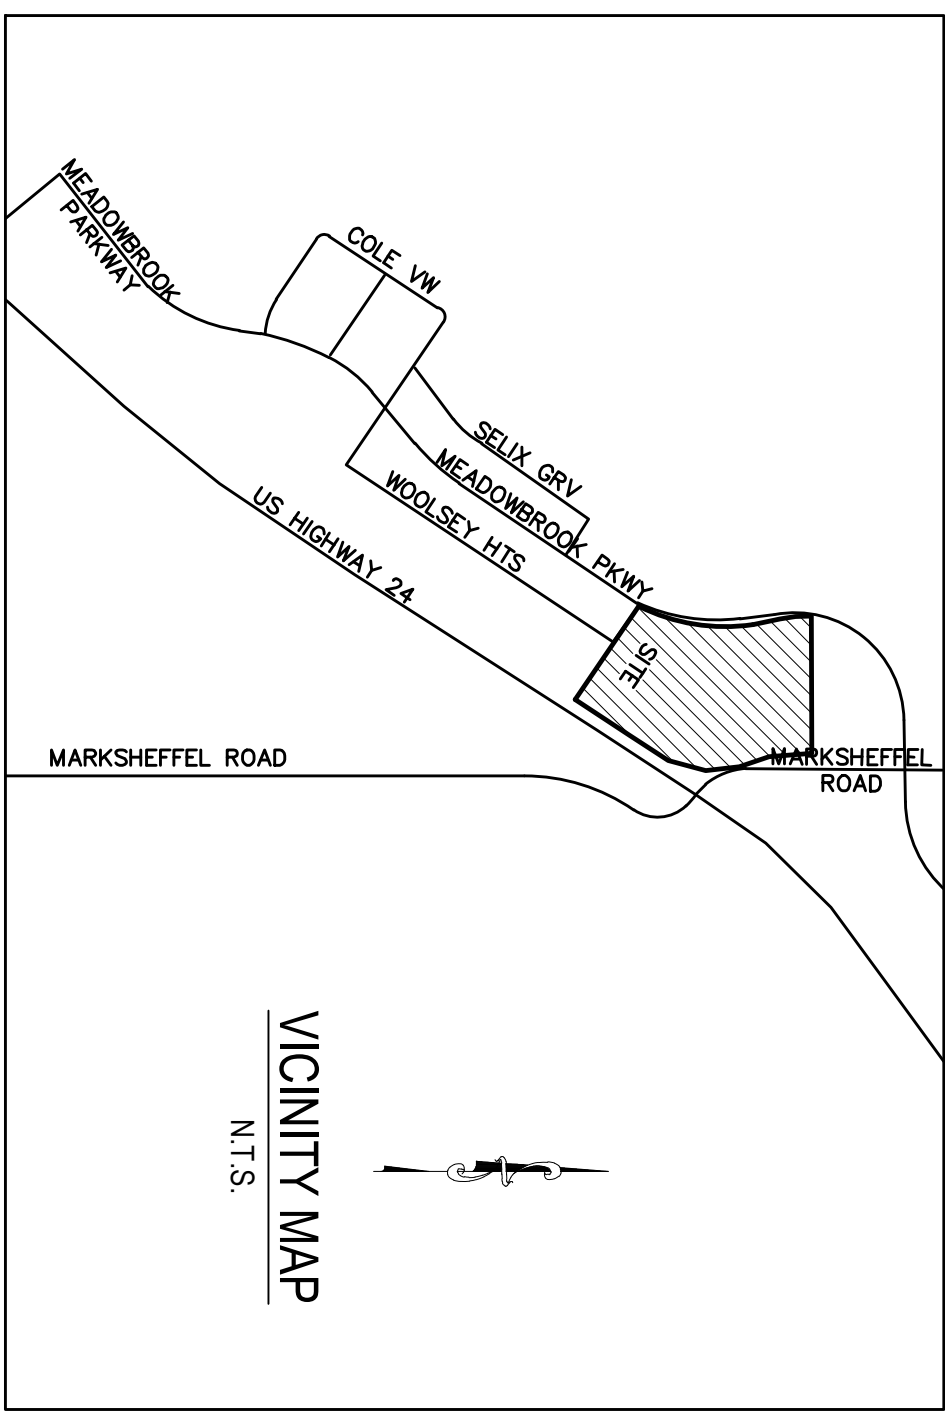 MEADOWBROOK
PARKWAY
COLE VW
SELIX GRV
MEADOWBROOK PKWY
WOOLSEY HTS
US HIGHWAY 24
SITE
MARKSHEFFEL ROAD
MARKSHEFFEL
ROAD
VICINITY MAP
N.T.S.